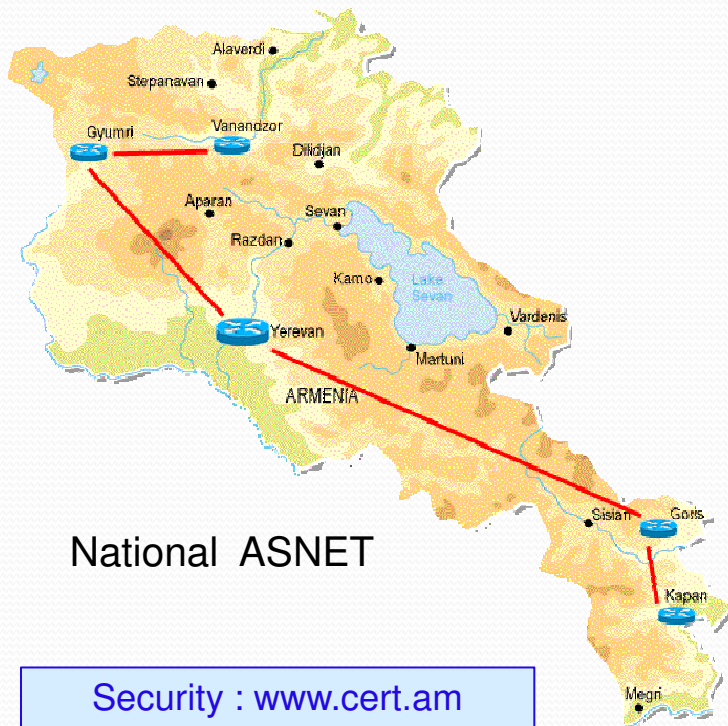 Alaverdi
Stepanavan
Gyumri
Vanandzor
Dilidjan
Aparan
Sevan
Razdan
Kamo
Lake
Sevan
Vardenis
Yerevan
Martuni
ARMENIA
Sisian
Goris
National ASNET
Kapan
Security : www.cert.am
Megri